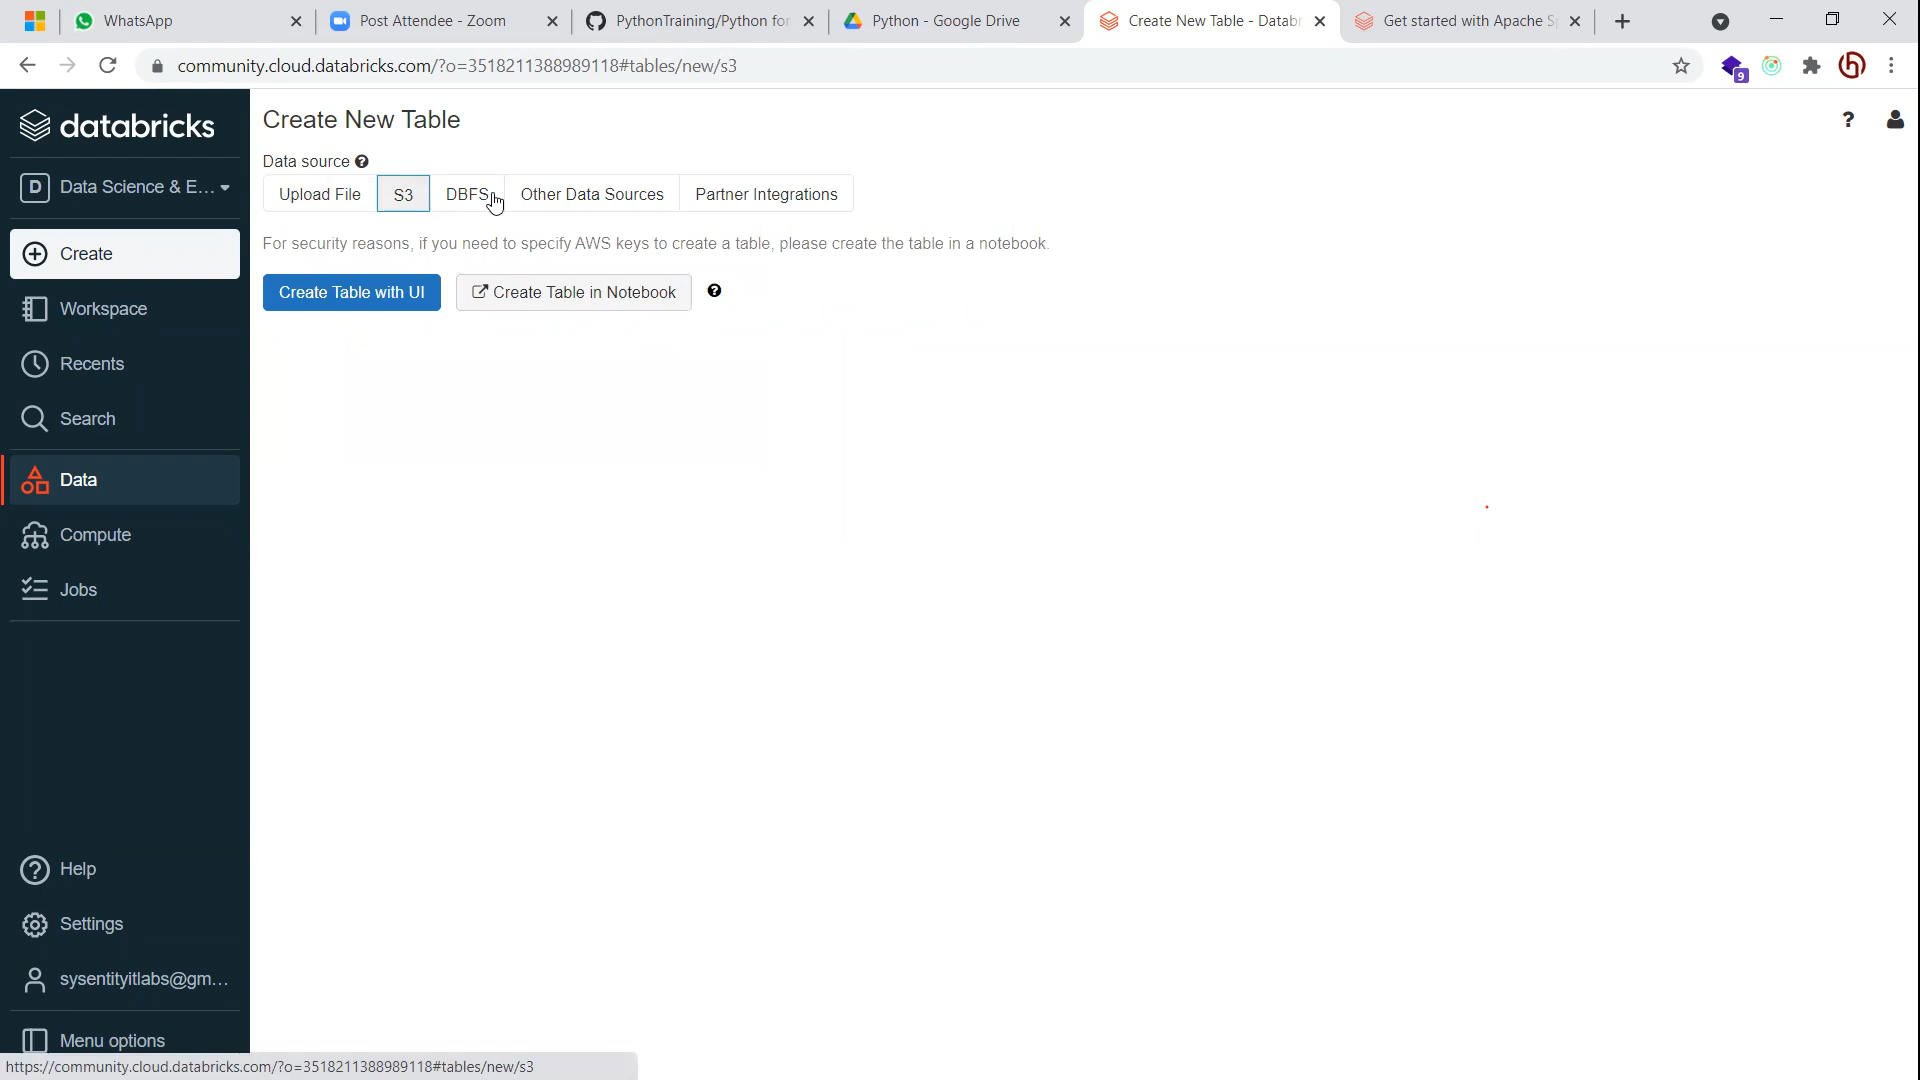 WhatsApp
Post Attendee - Zoom
PythonTraining/Python for
Python - Google Drive
Create New Table - Databr
Get started with Apache S
community.cloud.databricks.com/?o=3518211388989118#tables/new/s3
9
databricks
D
Data Science & E...
Create
Workspace
Recents
Search
Data
Compute
Jobs
Help
Settings
sysentityitlabs@gm...
Menu options
Create New Table
?
Data source ?
Upload File
S3
DBFS
Other Data Sources
Partner Integrations
For security reasons, if you need to specify AWS keys to create a table, please create the table in a notebook.
Create Table with UI
Create Table in Notebook
?
https://community.cloud.databricks.com/?o=3518211388989118#tables/new/s3